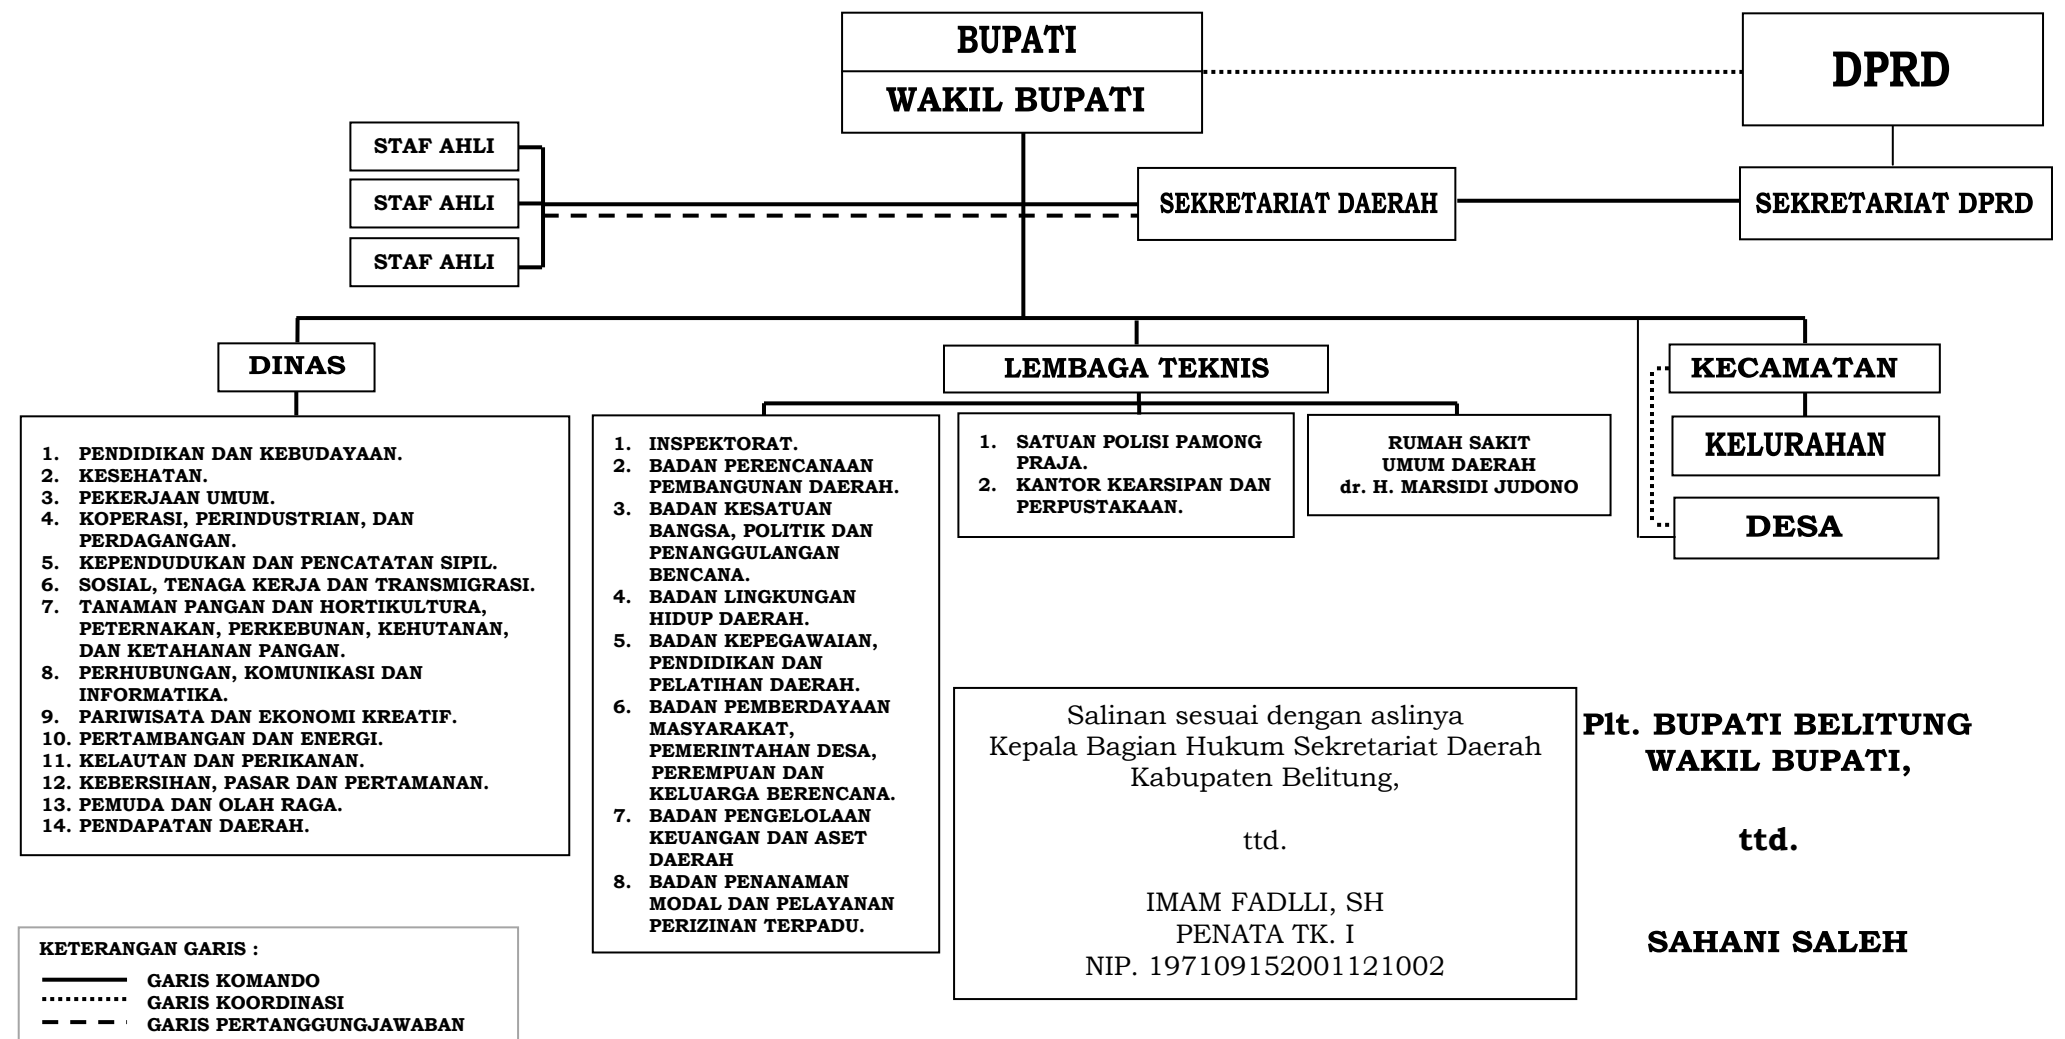 BUPATI
WAKIL BUPATI
DPRD
STAF AHLI
STAF AHLI
STAF AHLI
SEKRETARIAT DAERAH
SEKRETARIAT DPRD
DINAS
LEMBAGA TEKNIS
KECAMATAN
KELURAHAN
DESA
1. PENDIDIKAN DAN KEBUDAYAAN.
2. KESEHATAN.
3. PEKERJAAN UMUM.
4. KOPERASI, PERINDUSTRIAN, DAN
PERDAGANGAN.
5. KEPENDUDUKAN DAN PENCATATAN SIPIL.
6. SOSIAL, TENAGA KERJA DAN TRANSMIGRASI.
7. TANAMAN PANGAN DAN HORTIKULTURA,
PETERNAKAN, PERKEBUNAN, KEHUTANAN,
DAN KETAHANAN PANGAN.
8. PERHUBUNGAN, KOMUNIKASI DAN
INFORMATIKA.
9. PARIWISATA DAN EKONOMI KREATIF.
10. PERTAMBANGAN DAN ENERGI.
11. KELAUTAN DAN PERIKANAN.
12. KEBERSIHAN, PASAR DAN PERTAMANAN.
13. PEMUDA DAN OLAH RAGA.
14. PENDAPATAN DAERAH.
1. INSPEKTORAT.
2. BADAN PERENCANAAN
PEMBANGUNAN DAERAH.
3. BADAN KESATUAN
BANGSA, POLITIK DAN
PENANGGULANGAN
BENCANA.
4. BADAN LINGKUNGAN
HIDUP DAERAH.
5. BADAN KEPEGAWAIAN,
PENDIDIKAN DAN
PELATIHAN DAERAH.
6. BADAN PEMBERDAYAAN
MASYARAKAT,
PEMERINTAHAN DESA,
PEREMPUAN DAN
KELUARGA BERENCANA.
7. BADAN PENGELOLAAN
KEUANGAN DAN ASET
DAERAH
8. BADAN PENANAMAN
MODAL DAN PELAYANAN
PERIZINAN TERPADU.
1. SATUAN POLISI PAMONG
PRAJA.
2. KANTOR KEARSIPAN DAN
PERPUSTAKAAN.
RUMAH SAKIT
UMUM DAERAH
dr. H. MARSIDI JUDONO
Salinan sesuai dengan aslinya
Kepala Bagian Hukum Sekretariat Daerah
Kabupaten Belitung,
ttd.
IMAM FADLLI, SH
PENATA TK. I
NIP. 197109152001121002
Plt. BUPATI BELITUNG
WAKIL BUPATI,
ttd.
SAHANI SALEH
KETERANGAN GARIS :
GARIS KOMANDO
GARIS KOORDINASI
GARIS PERTANGGUNGJAWABAN